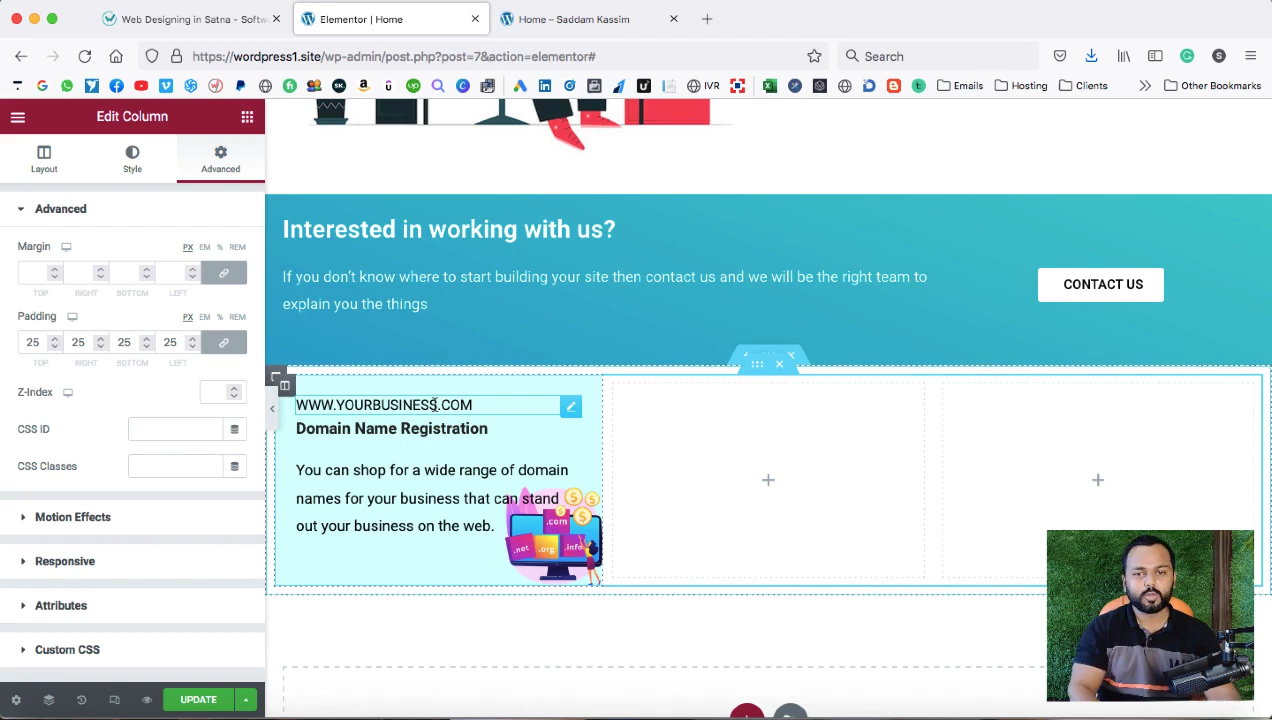 Web Designing in Satna - Softw
Elementor | Home
Home – Saddam Kassim
https://wordpress1.site/wp-admin/post.php?post=7&action=elementor#
Search
IVR
Emails
Hosting
Clients
Other Bookmarks
Edit Column
Layout
Style
Advanced
Advanced
Margin
PX EM % REM
TOP RIGHT BOTTOM LEFT
Padding
PX EM % REM
25 25 25 25
TOP RIGHT BOTTOM LEFT
Z-Index
CSS ID
CSS Classes
Motion Effects
Responsive
Attributes
Custom CSS
UPDATE
Interested in working with us?
If you don’t know where to start building your site then contact us and we will be the right team to
explain you the things
CONTACT US
WWW.YOURBUSINESS.COM
Domain Name Registration
You can shop for a wide range of domain
names for your business that can stand
out your business on the web.
.com
.net .org .info